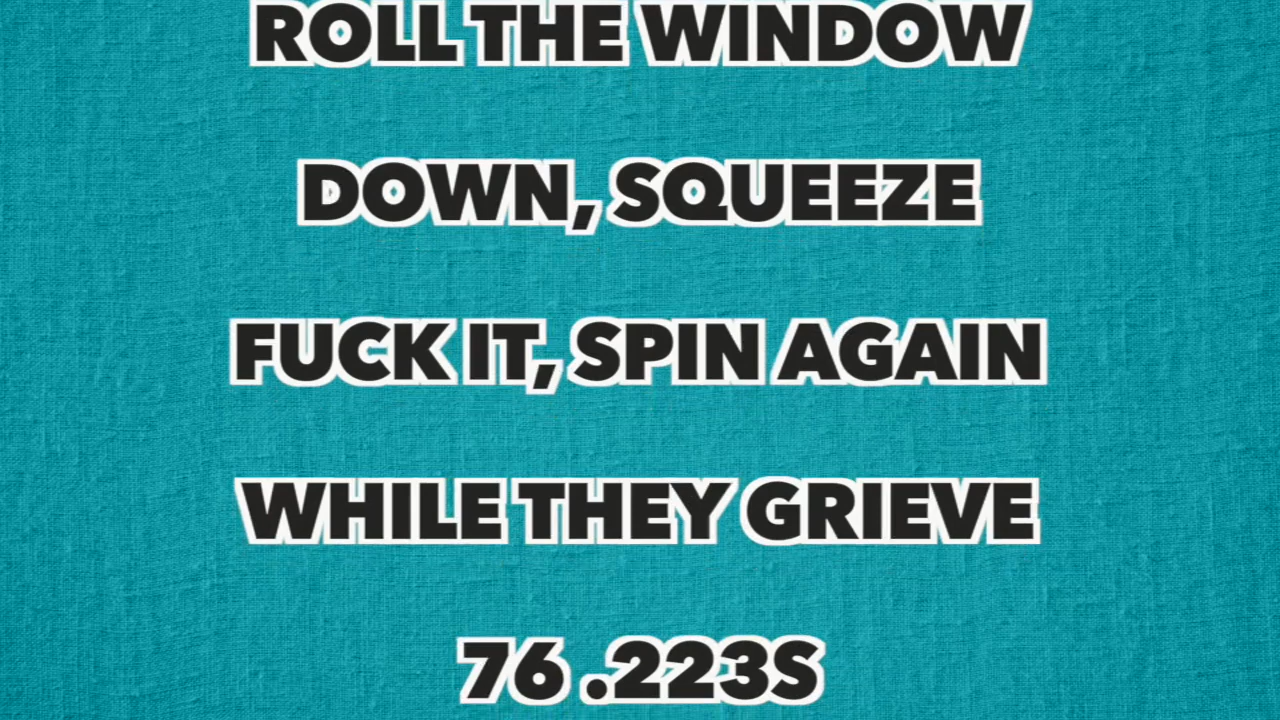 ROLL THE WINDOW
DOWN, SQUEEZE
FUCK IT, SPIN AGAIN
WHILE THEY GRIEVE
76 .223S